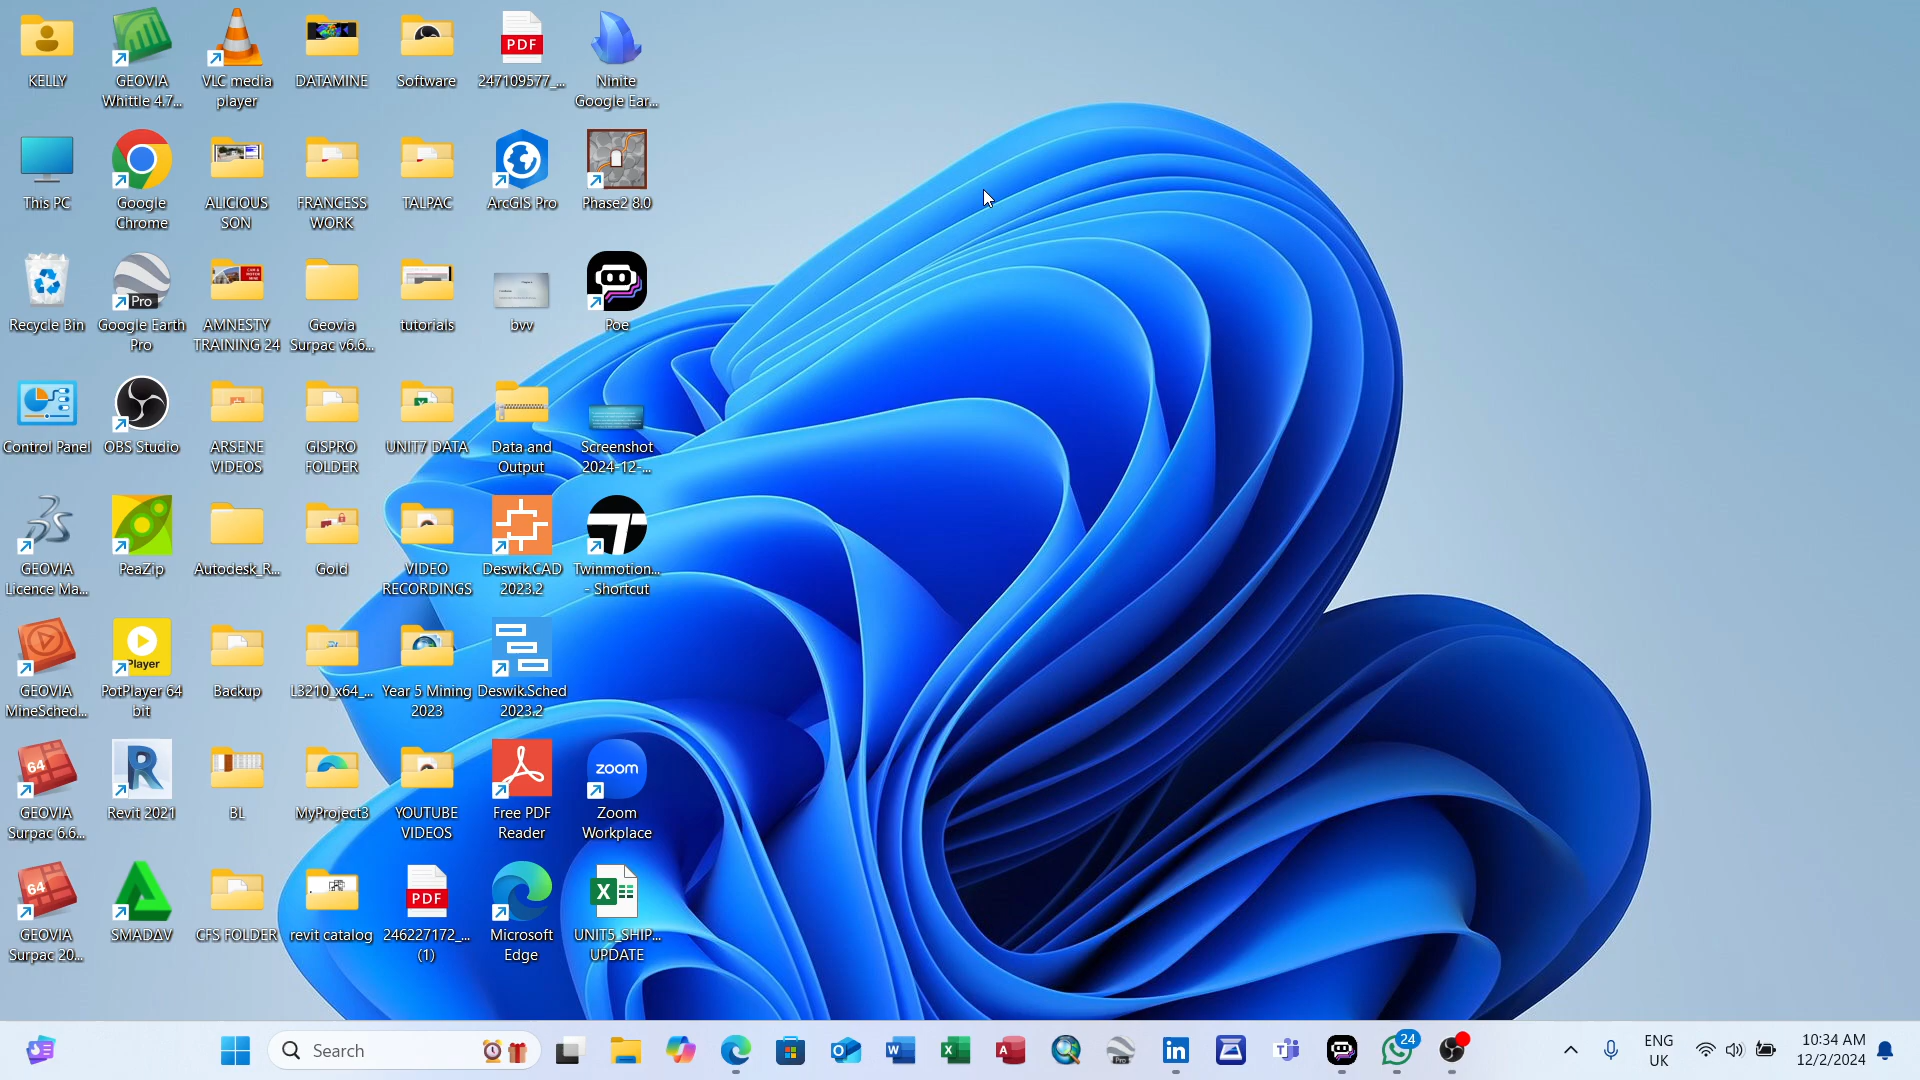 KELLY
GEOVIA
Whittle 4.7...
VLC media
player
DATAMINE
Software
PDF
247109577_...
Ninite
Google Ear...
This PC
Google
Chrome
ALICIOUS
SON
FRANCESS
WORK
TALPAC
ArcGIS Pro
Phase2 8.0
Recycle Bin
Pro
Google Earth
Pro
AMNESTY
TRAINING 24
Geovia
Surpac v6.6...
tutorials
bvv
Poe
Control Panel
OBS Studio
ARSENE
VIDEOS
GISPRO
FOLDER
UNIT7 DATA
Data and
Output
Screenshot
2024-12-...
GEOVIA
Licence Ma...
PeaZip
Autodesk_R...
Gold
VIDEO
RECORDINGS
Deswik.CAD
2023.2
Twinmotion...
- Shortcut
GEOVIA
MineSched...
Player
PotPlayer 64
bit
Backup
L3210_x64_...
Year 5 Mining
2023
Deswik.Sched
2023.2
64
GEOVIA
Surpac 6.6...
R
Revit 2021
BL
MyProject3
YOUTUBE
VIDEOS
Free PDF
Reader
zoom
Zoom
Workplace
64
GEOVIA
Surpac 20...
SMADΔV
CFS FOLDER
revit catalog
PDF
246227172_...
(1)
Microsoft
Edge
X
UNIT5_SHIP...
UPDATE
Search
O
W
X
A
Pro
in
T
24
ENG
UK
10:34 AM
12/2/2024